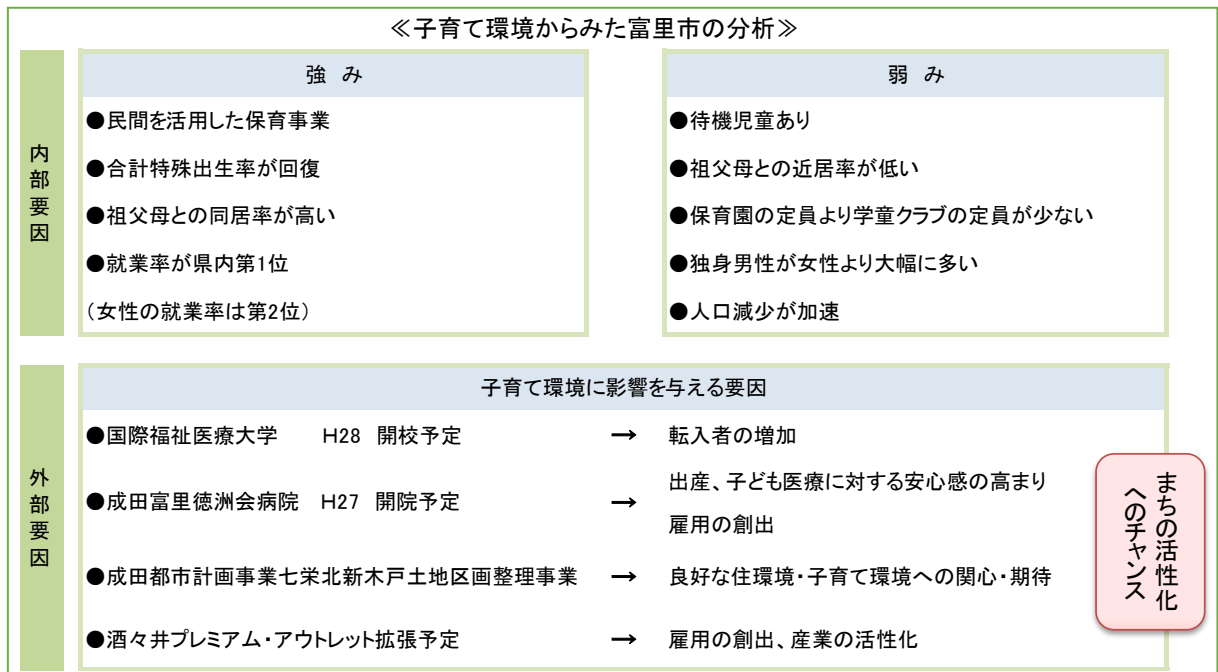 ≪子育て環境からみた富里市の分析≫
内部要因
強 み
●民間を活用した保育事業
●合計特殊出生率が回復
●祖父母との同居率が高い
●就業率が県内第1位
(女性の就業率は第2位)
弱 み
●待機児童あり
●祖父母との近居率が低い
●保育園の定員より学童クラブの定員が少ない
●独身男性が女性より大幅に多い
●人口減少が加速
外部要因
子育て環境に影響を与える要因
●国際福祉医療大学 H28 開校予定 → 転入者の増加
●成田富里徳洲会病院 H27 開院予定 → 出産、子ども医療に対する安心感の高まり
雇用の創出
●成田都市計画事業七栄北新木戸土地区画整理事業 → 良好な住環境・子育て環境への関心・期待
●酒々井プレミアム・アウトレット拡張予定 → 雇用の創出、産業の活性化
まちの活性化
へのチャンス